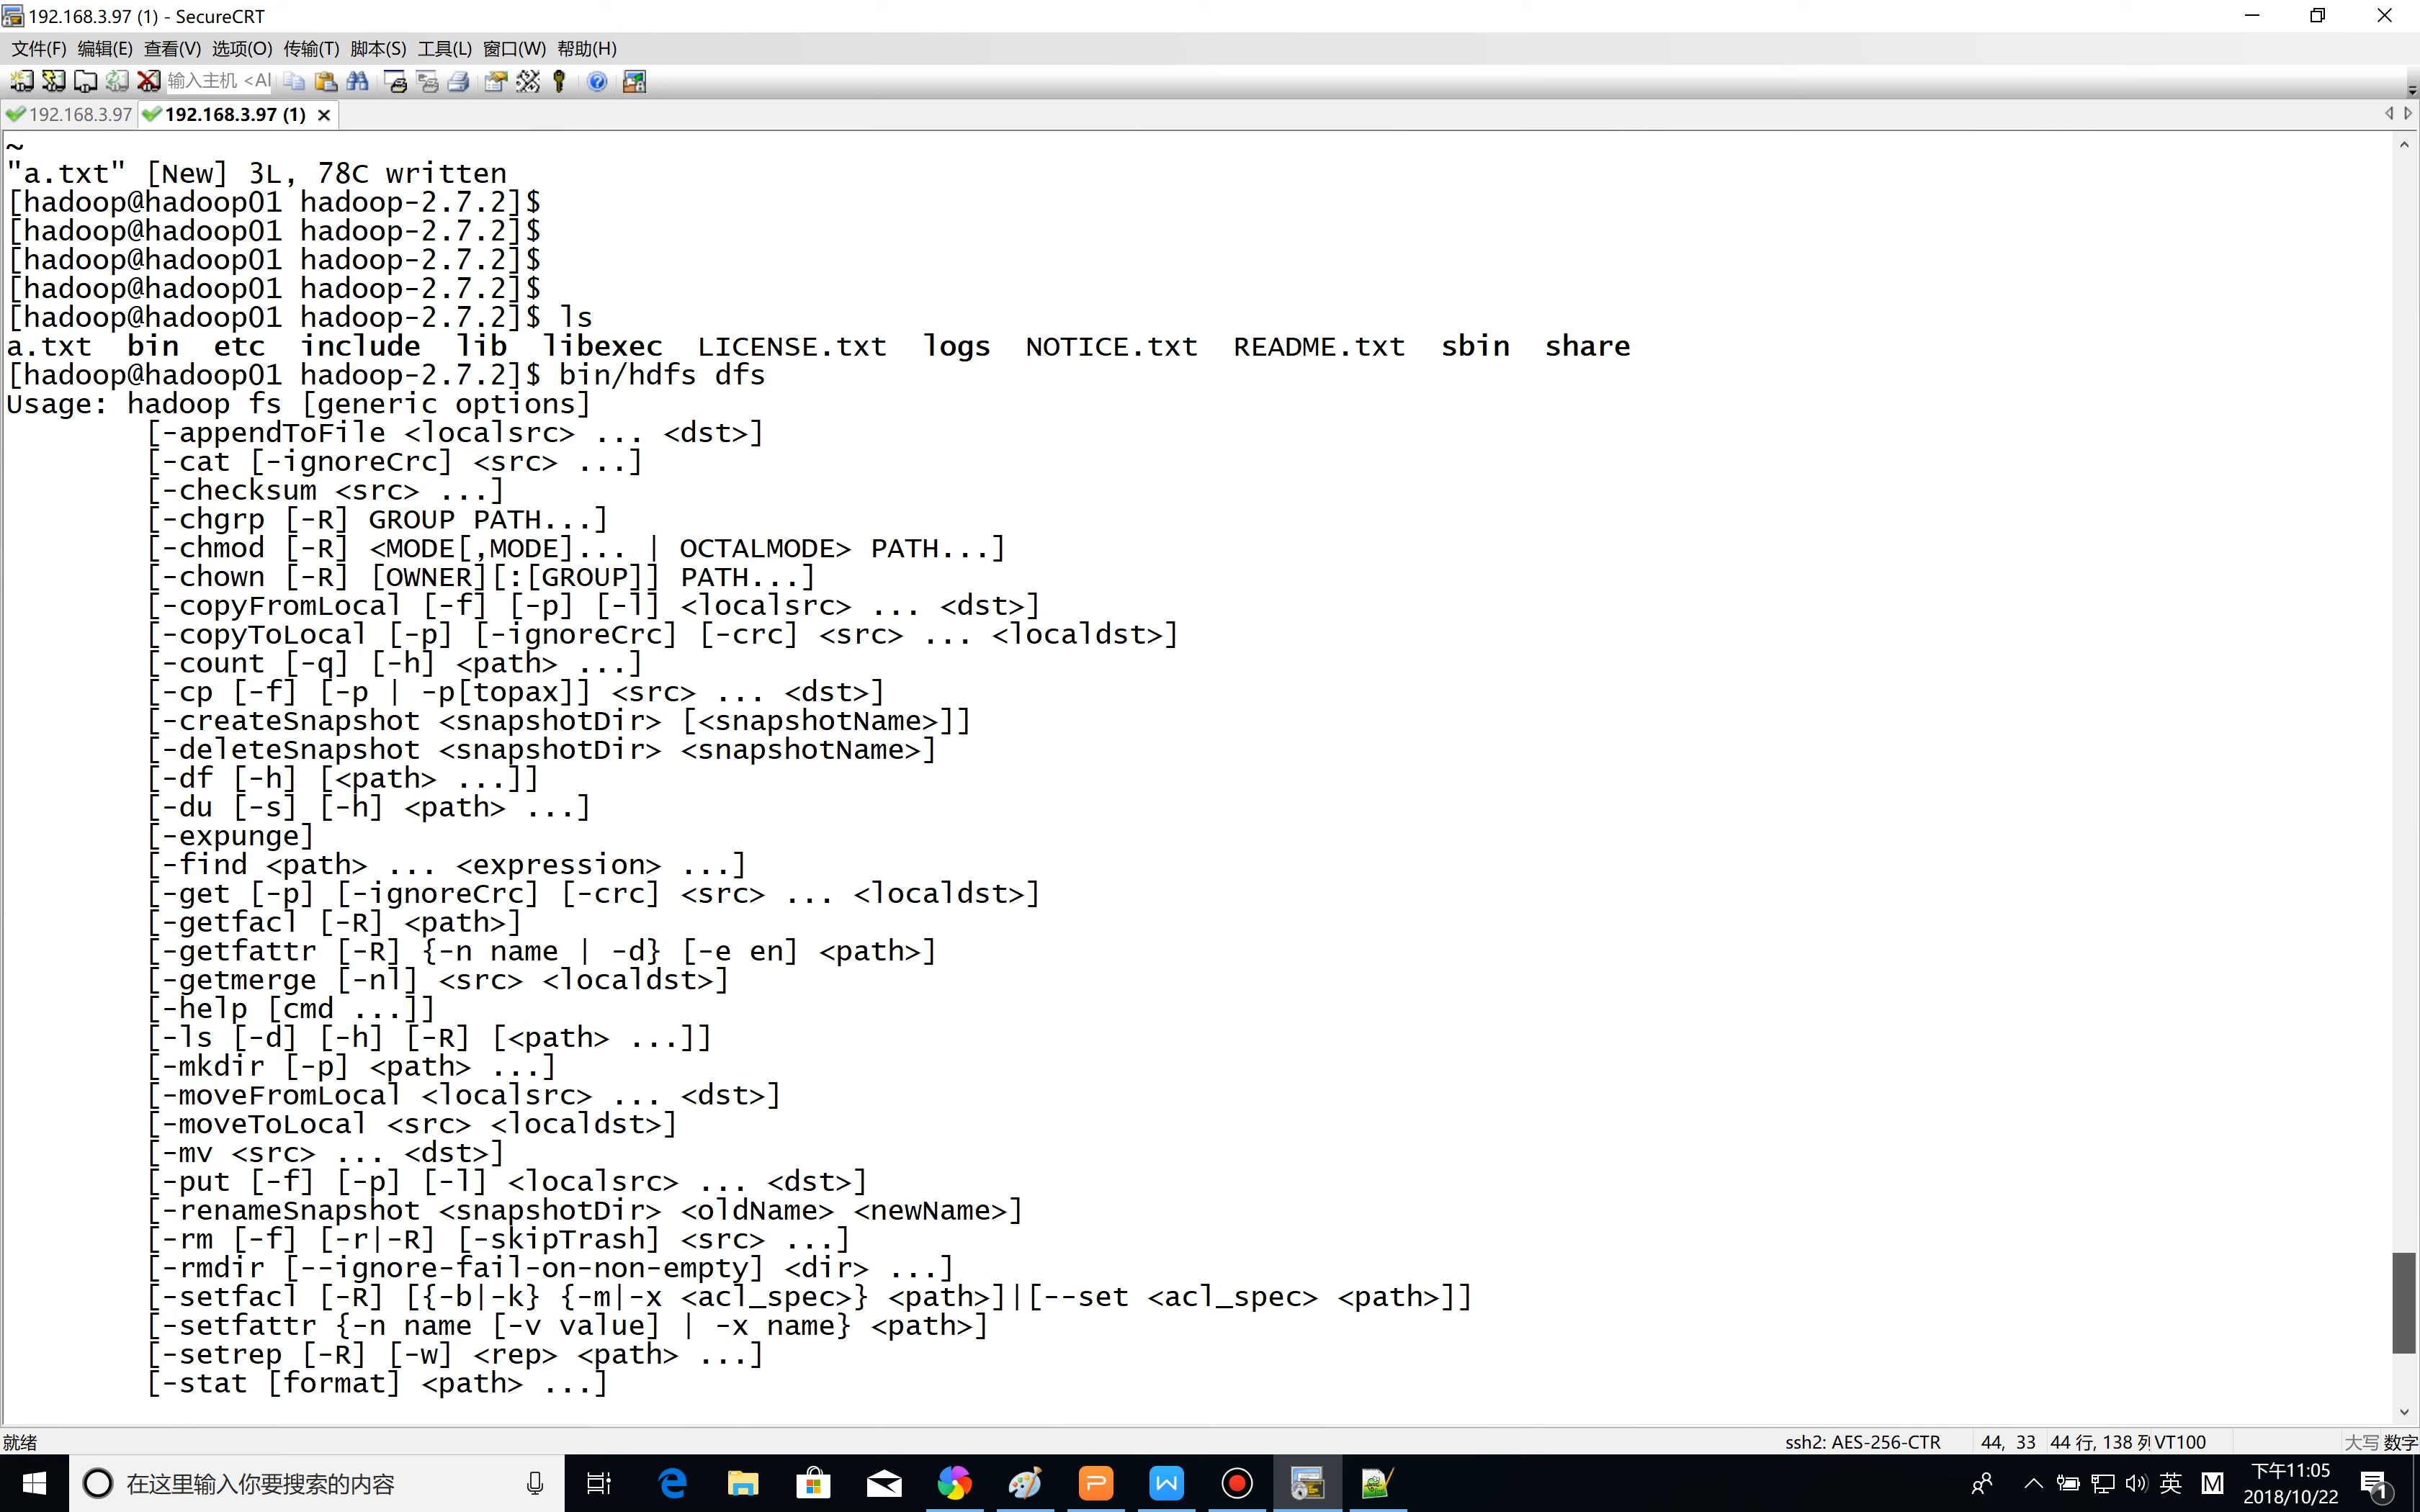 192.168.3.97 (1) - SecureCRT
文件(F) 编辑(E) 查看(V) 选项(O) 传输(T) 脚本(S) 工具(L) 窗口(W) 帮助(H)
输入主机 <Al
192.168.3.97 192.168.3.97 (1)
~
"a.txt" [New] 3L, 78C written
[hadoop@hadoop01 hadoop-2.7.2]$
[hadoop@hadoop01 hadoop-2.7.2]$
[hadoop@hadoop01 hadoop-2.7.2]$
[hadoop@hadoop01 hadoop-2.7.2]$
[hadoop@hadoop01 hadoop-2.7.2]$ ls
a.txt bin etc include lib libexec LICENSE.txt logs NOTICE.txt README.txt sbin share
[hadoop@hadoop01 hadoop-2.7.2]$ bin/hdfs dfs
Usage: hadoop fs [generic options]
[-appendToFile <localsrc> ... <dst>]
[-cat [-ignoreCrc] <src> ...]
[-checksum <src> ...]
[-chgrp [-R] GROUP PATH...]
[-chmod [-R] <MODE[,MODE]... | OCTALMODE> PATH...]
[-chown [-R] [OWNER][:[GROUP]] PATH...]
[-copyFromLocal [-f] [-p] [-l] <localsrc> ... <dst>]
[-copyToLocal [-p] [-ignoreCrc] [-crc] <src> ... <localdst>]
[-count [-q] [-h] <path> ...]
[-cp [-f] [-p | -p[topax]] <src> ... <dst>]
[-createSnapshot <snapshotDir> [<snapshotName>]]
[-deleteSnapshot <snapshotDir> <snapshotName>]
[-df [-h] [<path> ...]]
[-du [-s] [-h] <path> ...]
[-expunge]
[-find <path> ... <expression> ...]
[-get [-p] [-ignoreCrc] [-crc] <src> ... <localdst>]
[-getfacl [-R] <path>]
[-getfattr [-R] {-n name | -d} [-e en] <path>]
[-getmerge [-nl] <src> <localdst>]
[-help [cmd ...]]
[-ls [-d] [-h] [-R] [<path> ...]]
[-mkdir [-p] <path> ...]
[-moveFromLocal <localsrc> ... <dst>]
[-moveToLocal <src> <localdst>]
[-mv <src> ... <dst>]
[-put [-f] [-p] [-l] <localsrc> ... <dst>]
[-renameSnapshot <snapshotDir> <oldName> <newName>]
[-rm [-f] [-r|-R] [-skipTrash] <src> ...]
[-rmdir [--ignore-fail-on-non-empty] <dir> ...]
[-setfacl [-R] [{-b|-k} {-m|-x <acl_spec>} <path>]|[--set <acl_spec> <path>]]
[-setfattr {-n name [-v value] | -x name} <path>]
[-setrep [-R] [-w] <rep> <path> ...]
[-stat [format] <path> ...]
就绪 ssh2: AES-256-CTR 44, 33 44 行, 138 列 VT100 大写 数字
在这里输入你要搜索的内容 英 M 下午11:05
2018/10/22 1